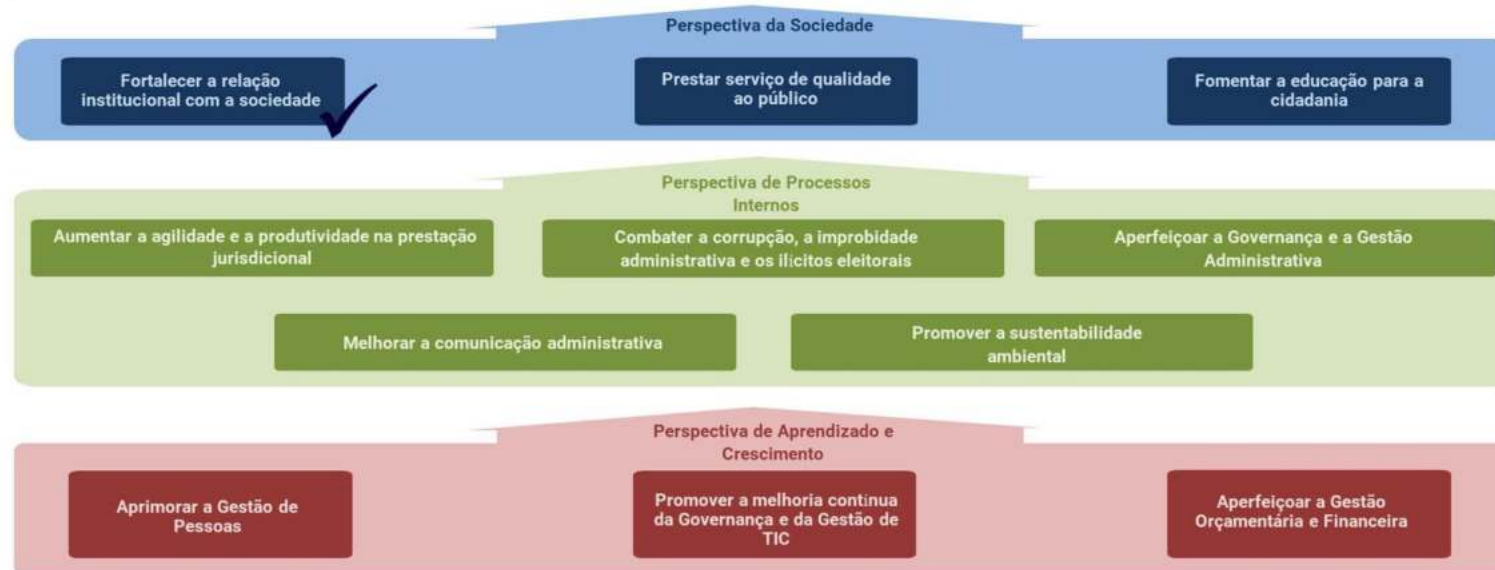 Perspectiva da Sociedade
Fortalecer a relação
institucional com a sociedade
Prestar serviço de qualidade
ao público
Fomentar a educação para a
cidadania
Perspectiva de Processos
Internos
Aumentar a agilidade e a produtividade na prestação
jurisdicional
Combater a corrupção, a improbidade
administrativa e os ilícitos eleitorais
Aperfeiçoar a Governança e a Gestão
Administrativa
Melhorar a comunicação administrativa
Promover a sustentabilidade
ambiental
Perspectiva de Aprendizado e
Crescimento
Aprimorar a Gestão de
Pessoas
Promover a melhoria contínua
da Governança e da Gestão de
TIC
Aperfeiçoar a Gestão
Orçamentária e Financeira